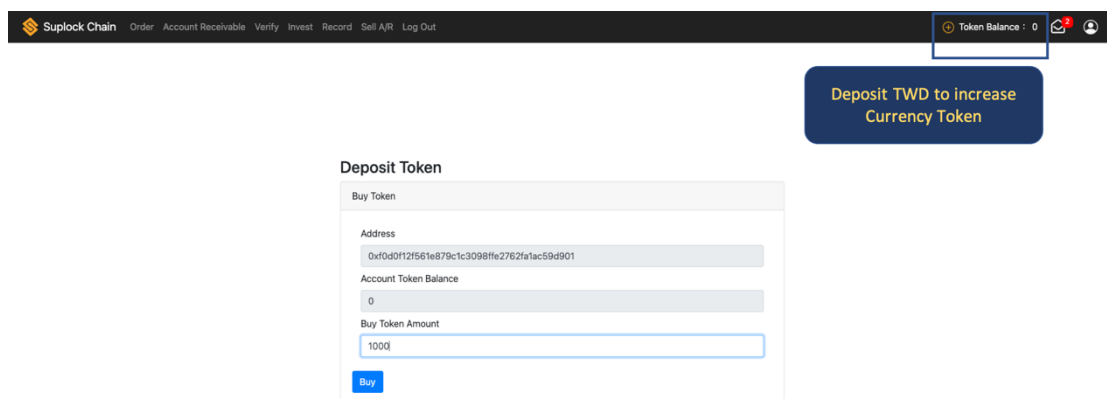 Suplock Chain Order Account Receivable Verify Invest Record Sell A/R Log Out Token Balance : 0 2
Deposit TWD to increase
Currency Token
Deposit Token
Buy Token
Address
0xf0d0f12f561e879c1c3098ffe2762fa1ac59d901
Account Token Balance
0
Buy Token Amount
1000
Buy